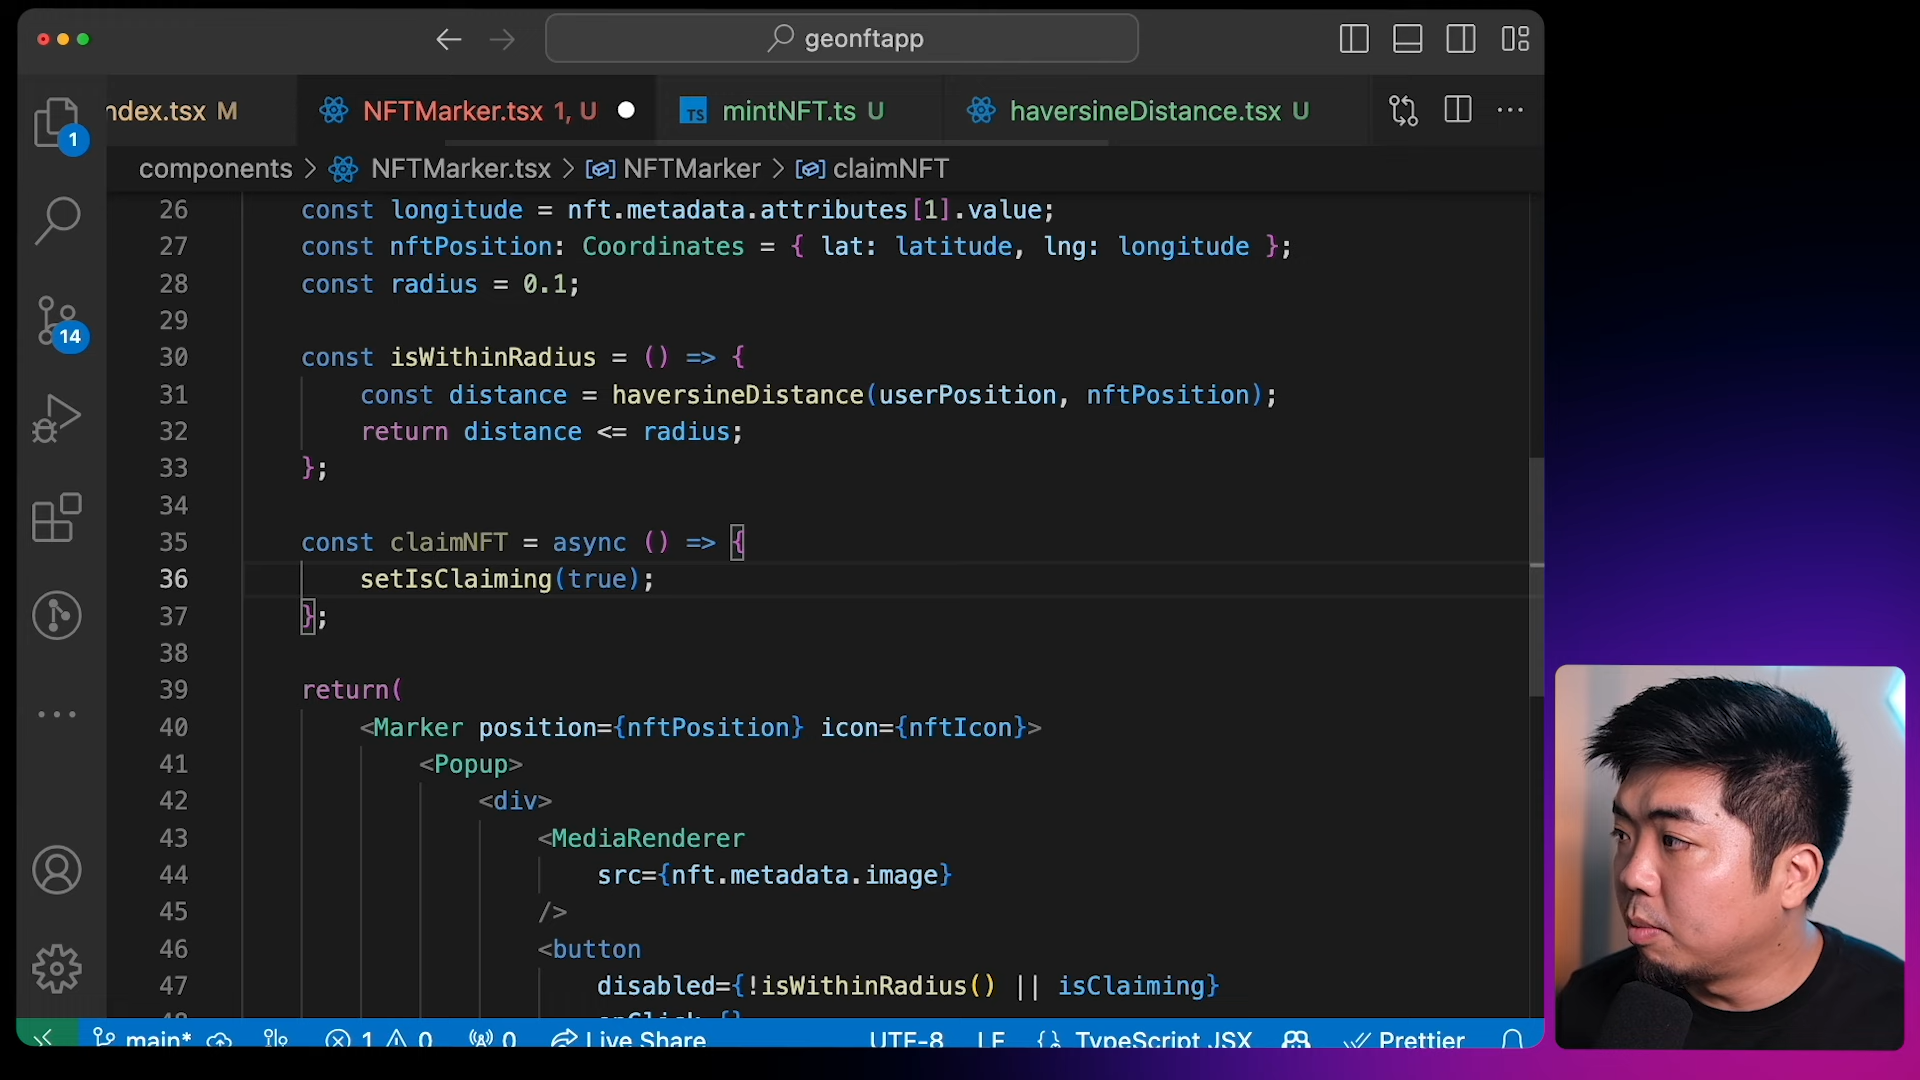 geonftapp
ndex.tsx M
NFTMarker.tsx 1, U
mintNFT.ts U
haversineDistance.tsx U
components > NFTMarker.tsx > NFTMarker > claimNFT
1
14
26 const longitude = nft.metadata.attributes[1].value;
27 const nftPosition: Coordinates = { lat: latitude, lng: longitude };
28 const radius = 0.1;
29
30 const isWithinRadius = () => {
31 const distance = haversineDistance(userPosition, nftPosition);
32 return distance <= radius;
33 };
34
35 const claimNFT = async () => {
36 setIsClaiming(true);
37 };
38
39 return(
40 <Marker position={nftPosition} icon={nftIcon}>
41 <Popup>
42 <div>
43 <MediaRenderer
44 src={nft.metadata.image}
45 />
46 <button
47 disabled={!isWithinRadius() || isClaiming}
48 onClick={}
main* 1 0 0 Live Share UTF-8 LF {} TypeScript JSX Prettier